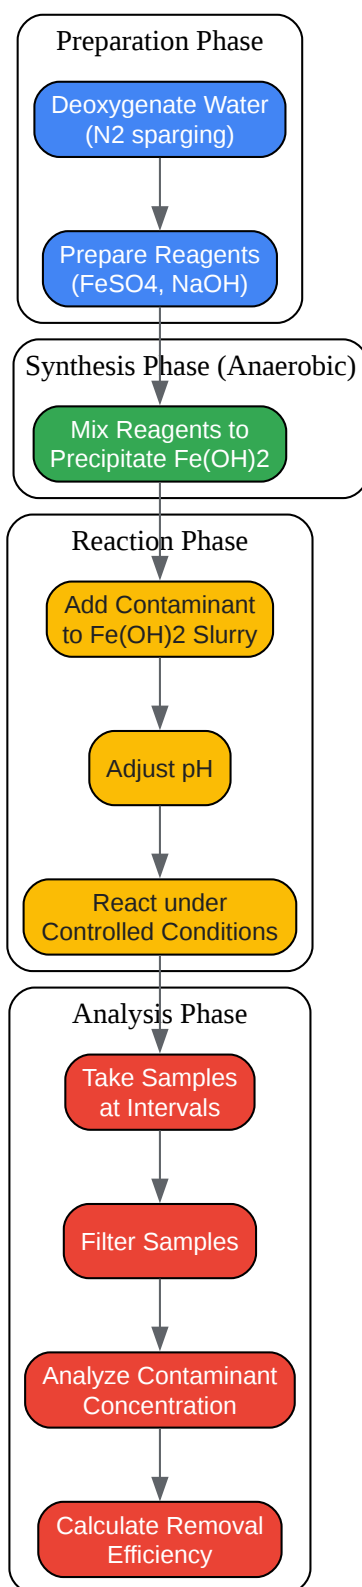 Preparation Phase
Deoxygenate Water
(N2 sparging)
Prepare Reagents
(FeSO4, NaOH)
Synthesis Phase (Anaerobic)
Mix Reagents to
Precipitate Fe(OH)2
Reaction Phase
Add Contaminant
to Fe(OH)2 Slurry
Adjust pH
React under
Controlled Conditions
Analysis Phase
Take Samples
at Intervals
Filter Samples
Analyze Contaminant
Concentration
Calculate Removal
Efficiency